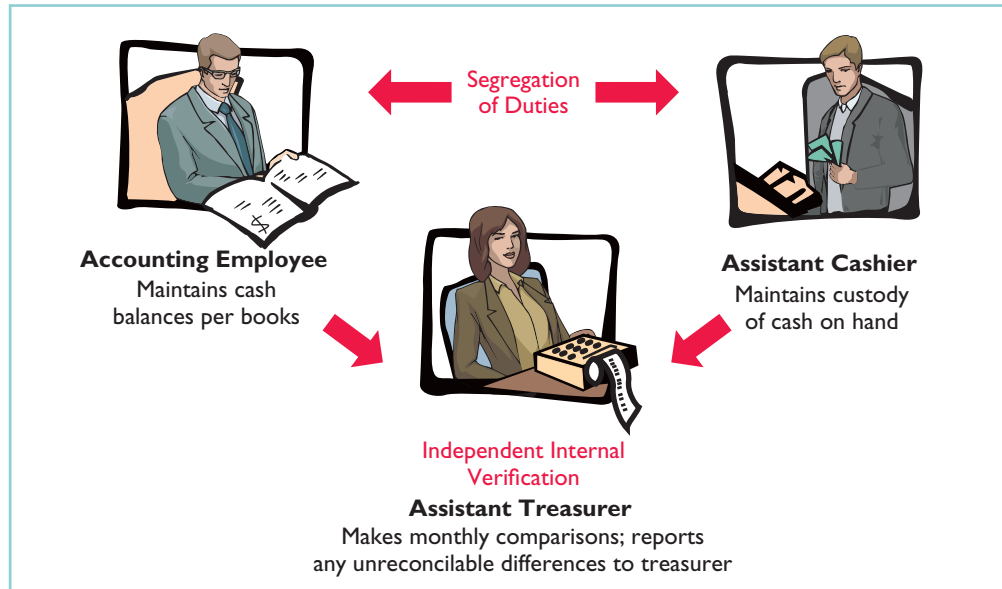 Segregation
of Duties
Accounting Employee
Maintains cash
balances per books
Assistant Cashier
Maintains custody
of cash on hand
Independent Internal
Verification
Assistant Treasurer
Makes monthly comparisons; reports
any unreconcilable differences to treasurer